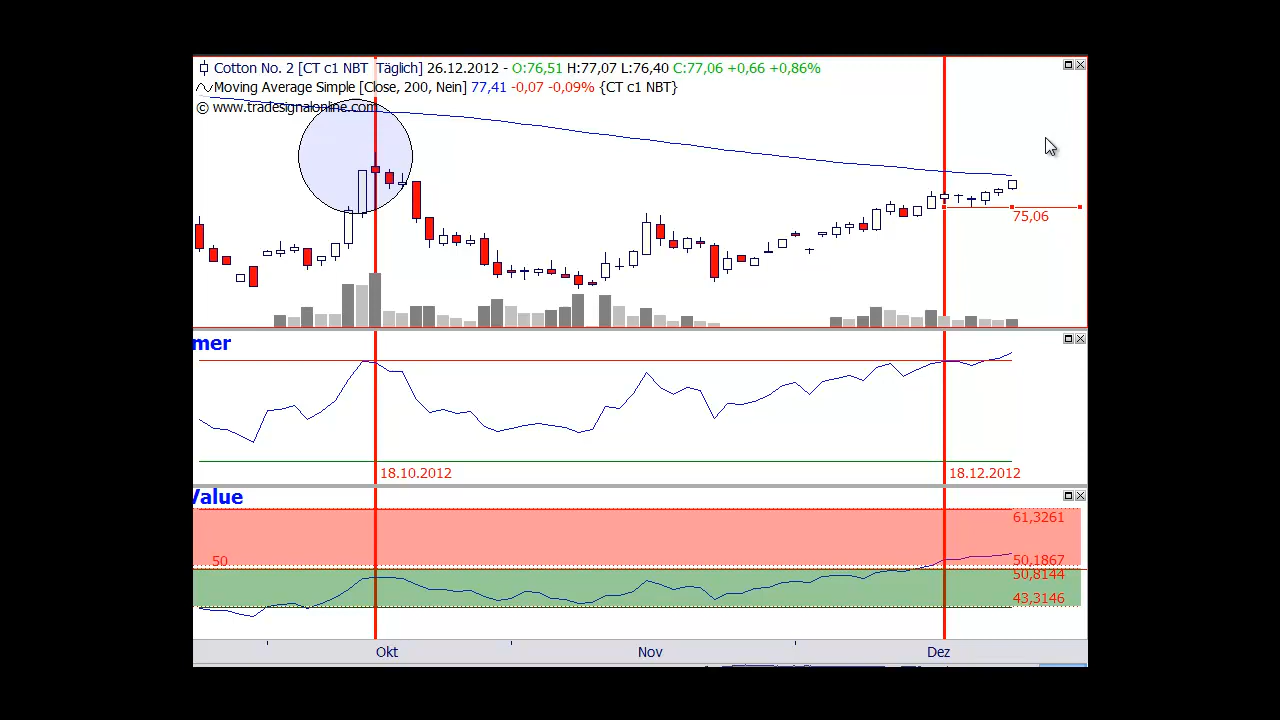 Cotton No. 2 [CT c1 NBT Täglich] 26.12.2012 - O:76,51 H:77,07 L:76,40 C:77,06 +0,66 +0,86%
Moving Average Simple [Close, 200, Nein] 77,41 -0,07 -0,09% {CT c1 NBT}
© www.tradesignalonline.com
75,06
mer
18.10.2012
18.12.2012
Value
61,3261
50
50,1867
50,8144
43,3146
Okt
Nov
Dez